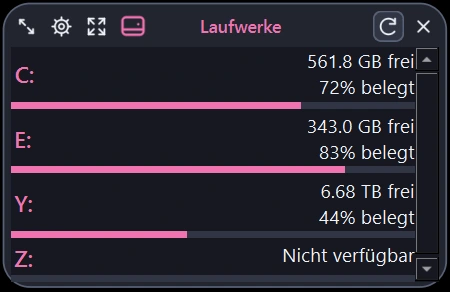 Laufwerke
C:
561.8 GB frei
72% belegt
E:
343.0 GB frei
83% belegt
Y:
6.68 TB frei
44% belegt
Z:
Nicht verfügbar